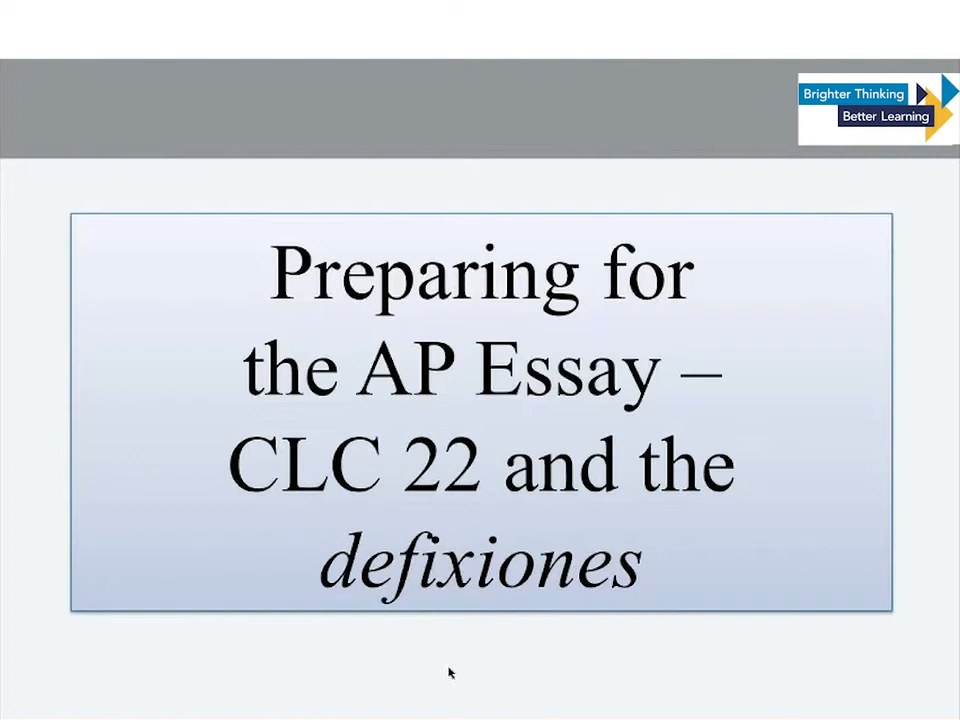 Brighter Thinking
Better Learning
Preparing for
the AP Essay –
CLC 22 and the
defixiones